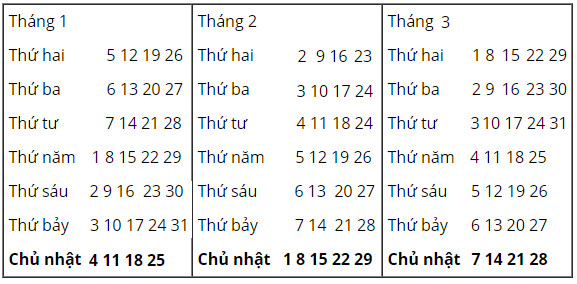 Tháng 1
Thứ hai 5 12 19 26
Thứ ba 6 13 20 27
Thứ tư 7 14 21 28
Thứ năm 1 8 15 22 29
Thứ sáu 2 9 16 23 30
Thứ bảy 3 10 17 24 31
Chủ nhật 4 11 18 25
Tháng 2
Thứ hai 2 9 16 23
Thứ ba 3 10 17 24
Thứ tư 4 11 18 24
Thứ năm 5 12 19 26
Thứ sáu 6 13 20 27
Thứ bảy 7 14 21 28
Chủ nhật 1 8 15 22 29
Tháng 3
Thứ hai 1 8 15 22 29
Thứ ba 2 9 16 23 30
Thứ tư 3 10 17 24 31
Thứ năm 4 11 18 25
Thứ sáu 5 12 19 26
Thứ bảy 6 13 20 27
Chủ nhật 7 14 21 28